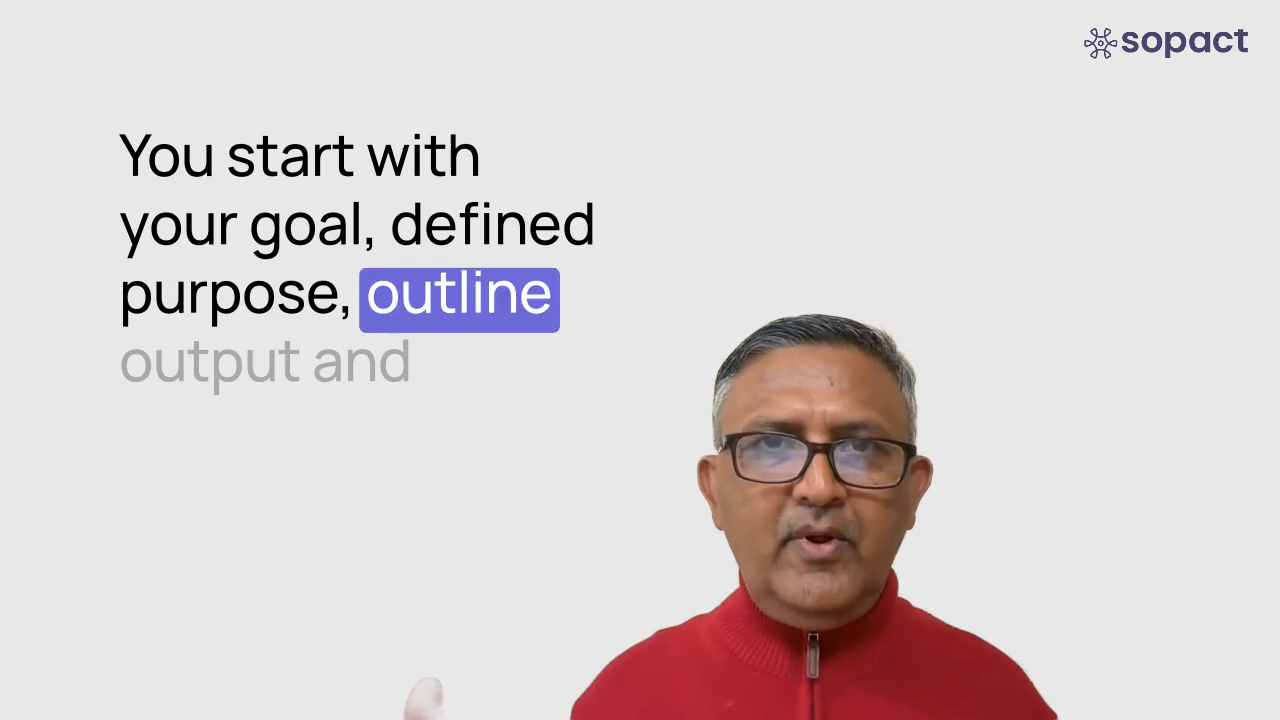 sopact
You start with
your goal, defined
purpose, outline
output and